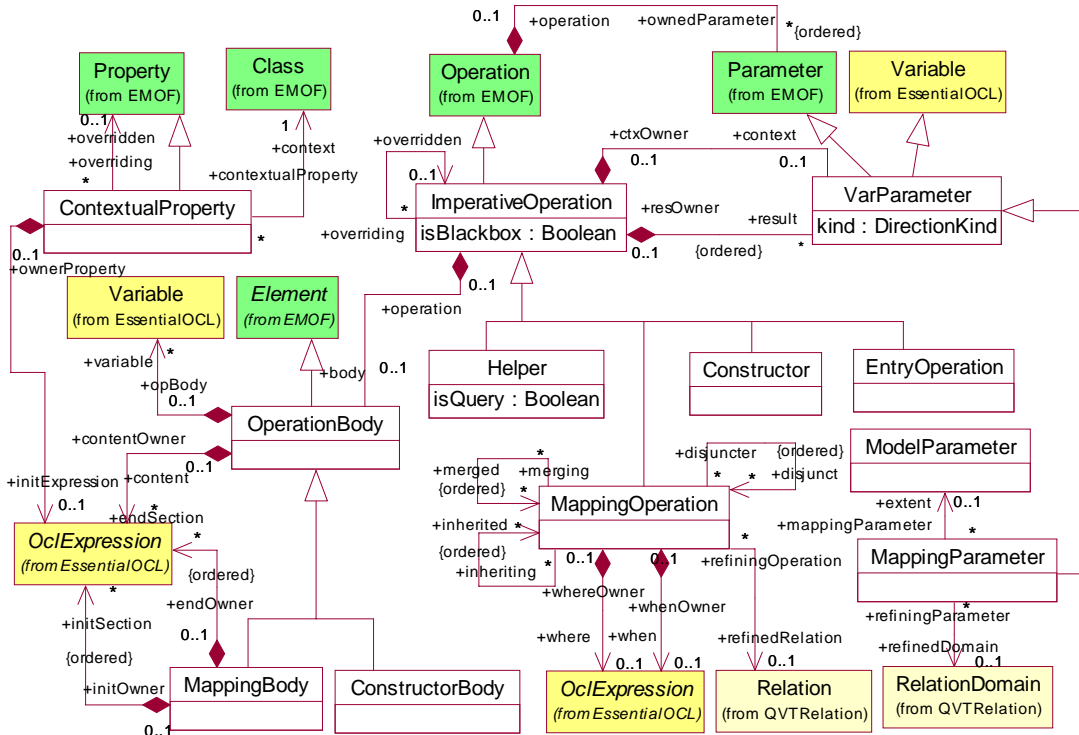 0..1
+operation
+ownedParameter
*
{ordered}
Property
(from EMOF)
Class
(from EMOF)
Operation
(from EMOF)
Parameter
(from EMOF)
Variable
(from EssentialOCL)
0..1
+overridden
+overriding
*
1
+context
+contextualProperty
*
+overridden
0..1
*
+overriding
+ctxOwner
0..1
+context
0..1
ContextualProperty
ImperativeOperation
isBlackbox : Boolean
VarParameter
kind : DirectionKind
+resOwner
0..1
+result
{ordered}
*
0..1
+ownerProperty
0..1
+operation
Variable
(from EssentialOCL)
Element
(from EMOF)
+variable
*
+opBody
0..1
+body
0..1
Helper
isQuery : Boolean
Constructor
EntryOperation
OperationBody
+contentOwner
0..1
+content
*
+initExpression
0..1
+endSection
*
{ordered}
+merged
{ordered}
*
+merging
*
+disjuncter
*
{ordered}
+disjunct
*
MappingOperation
+inherited
*
{ordered}
+inheriting
*
ModelParameter
+extent
0..1
+mappingParameter
*
MappingParameter
OclExpression
(from EssentialOCL)
*
+initSection
{ordered}
+initOwner
0..1
+endOwner
0..1
0..1
+whereOwner
0..1
+whenOwner
*
+refiningOperation
+where
0..1
+when
0..1
+refinedRelation
0..1
*
+refiningParameter
+refinedDomain
0..1
MappingBody
ConstructorBody
OclExpression
(from EssentialOCL)
Relation
(from QVTRelation)
RelationDomain
(from QVTRelation)